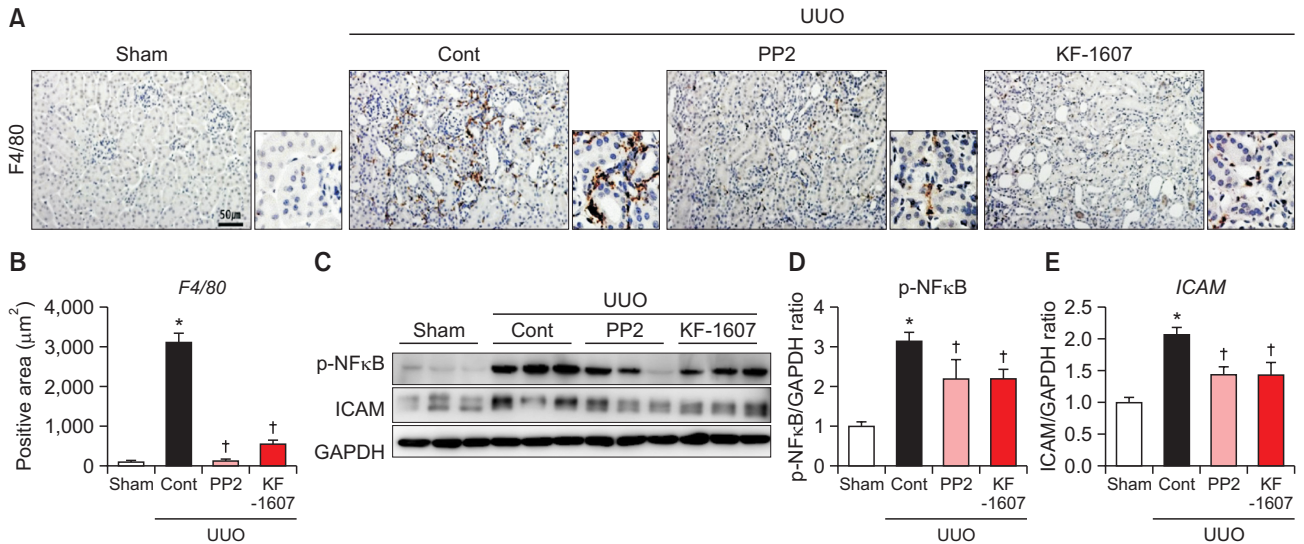 A
UUO
Sham
Cont
PP2
KF-1607
F4/80
50μm
B
F4/80
Positive area (μm²)
4,000
3,000
2,000
1,000
0
*
†
†
Sham
Cont
PP2
KF
-1607
UUO
C
UUO
Sham
Cont
PP2
KF-1607
p-NFκB
ICAM
GAPDH
D
p-NFκB
p-NFκB/GAPDH ratio
4
3
2
1
0
*
†
†
Sham
Cont
PP2
KF
-1607
UUO
E
ICAM
ICAM/GAPDH ratio
2.5
2.0
1.5
1.0
0.5
0.0
*
†
†
Sham
Cont
PP2
KF
-1607
UUO